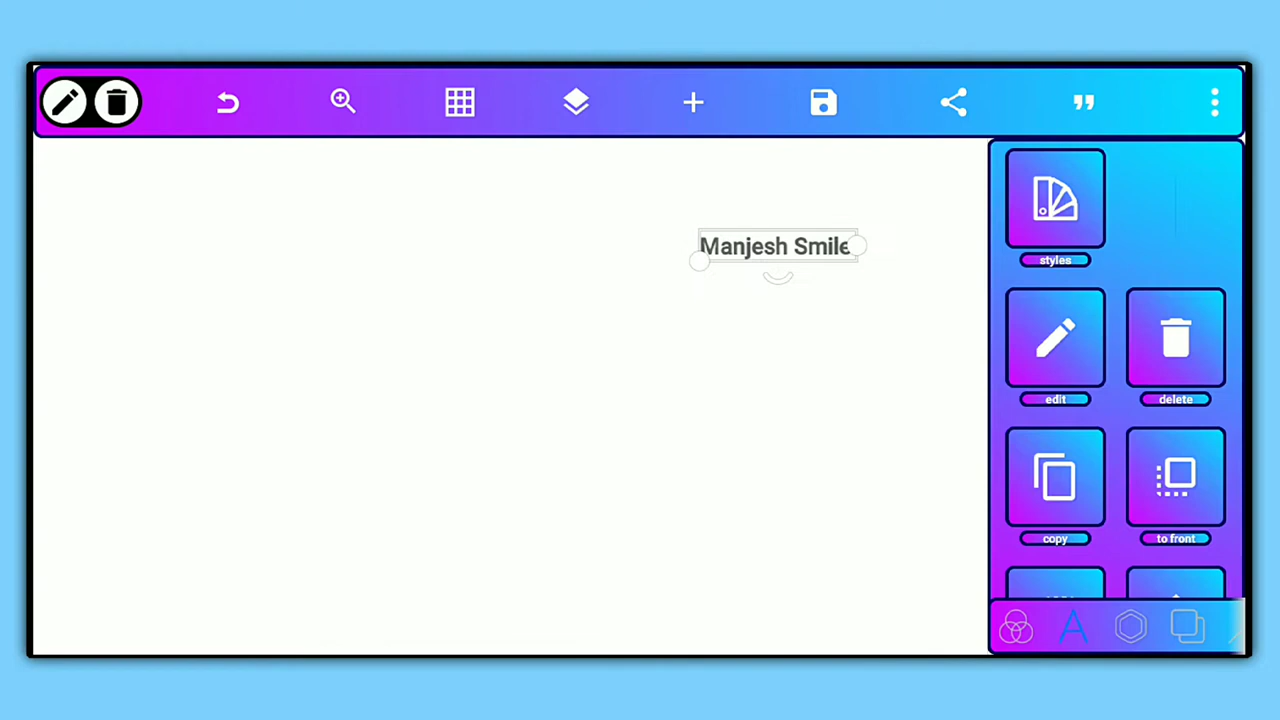 Manjesh Smile
styles
edit
delete
copy
to front